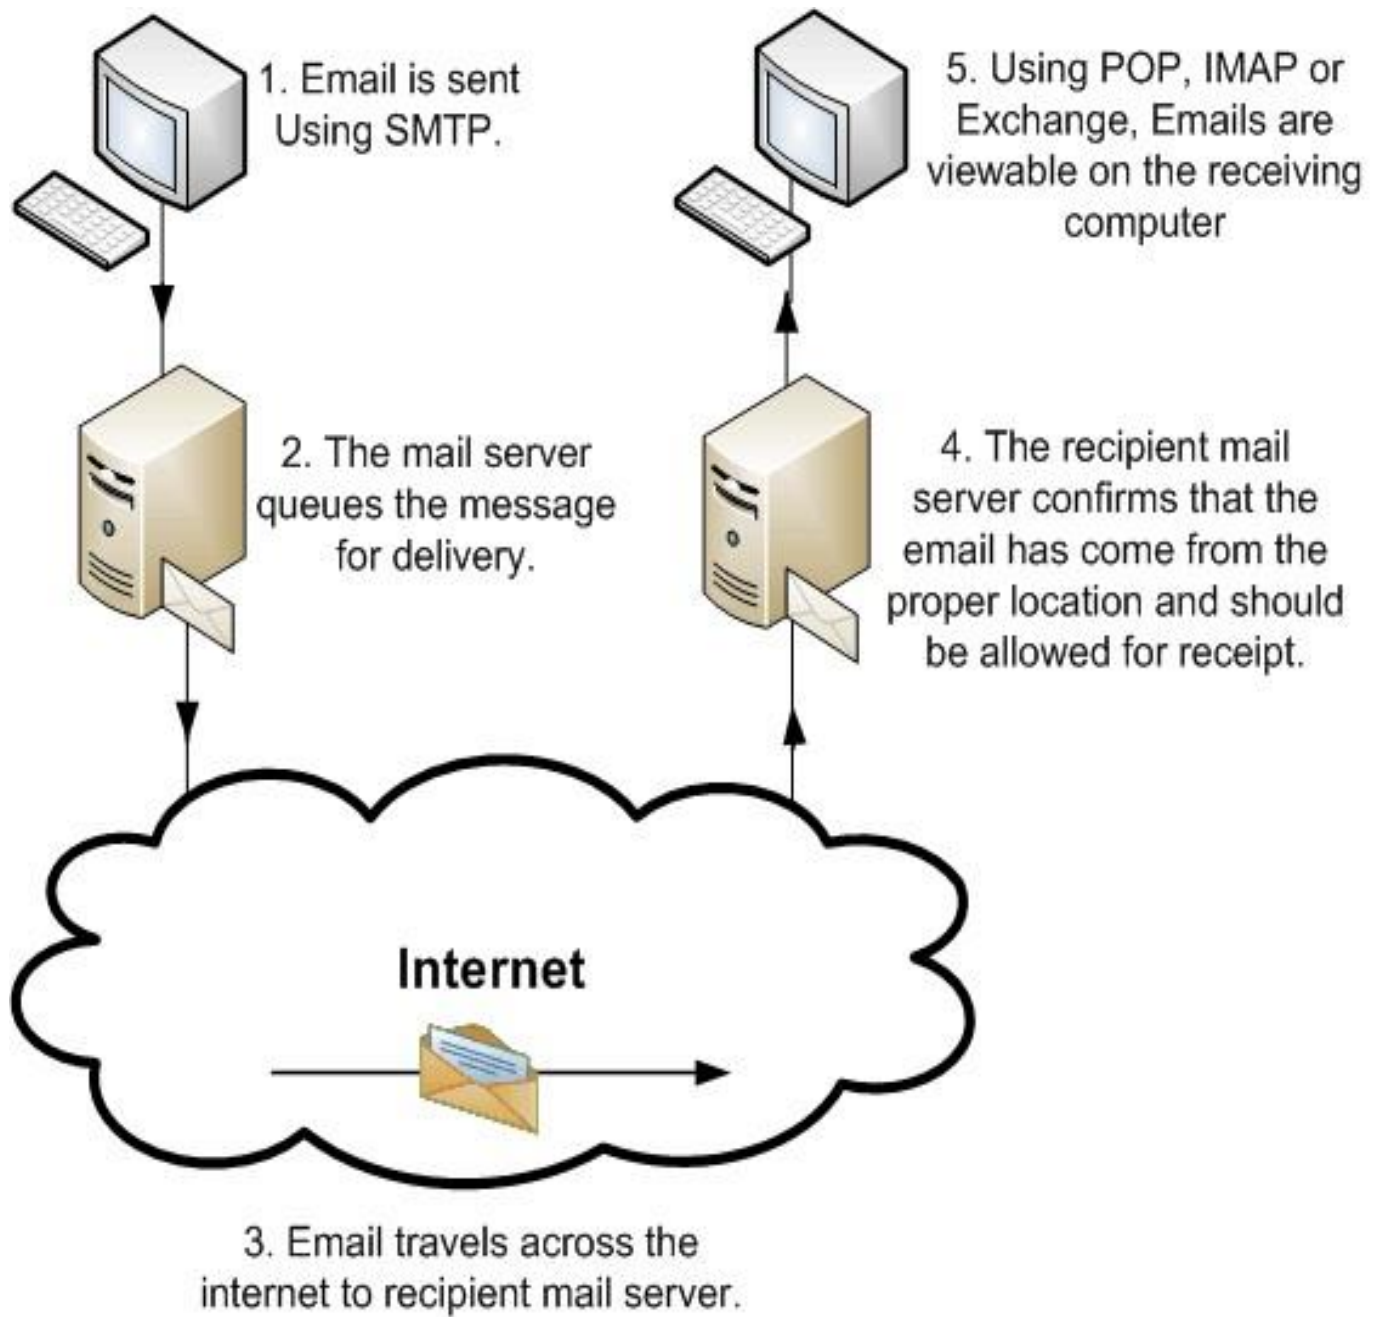 1. Email is sent
Using SMTP.
2. The mail server
queues the message
for delivery.
Internet
3. Email travels across the
internet to recipient mail server.
4. The recipient mail
server confirms that the
email has come from the
proper location and should
be allowed for receipt.
5. Using POP, IMAP or
Exchange, Emails are
viewable on the receiving
computer